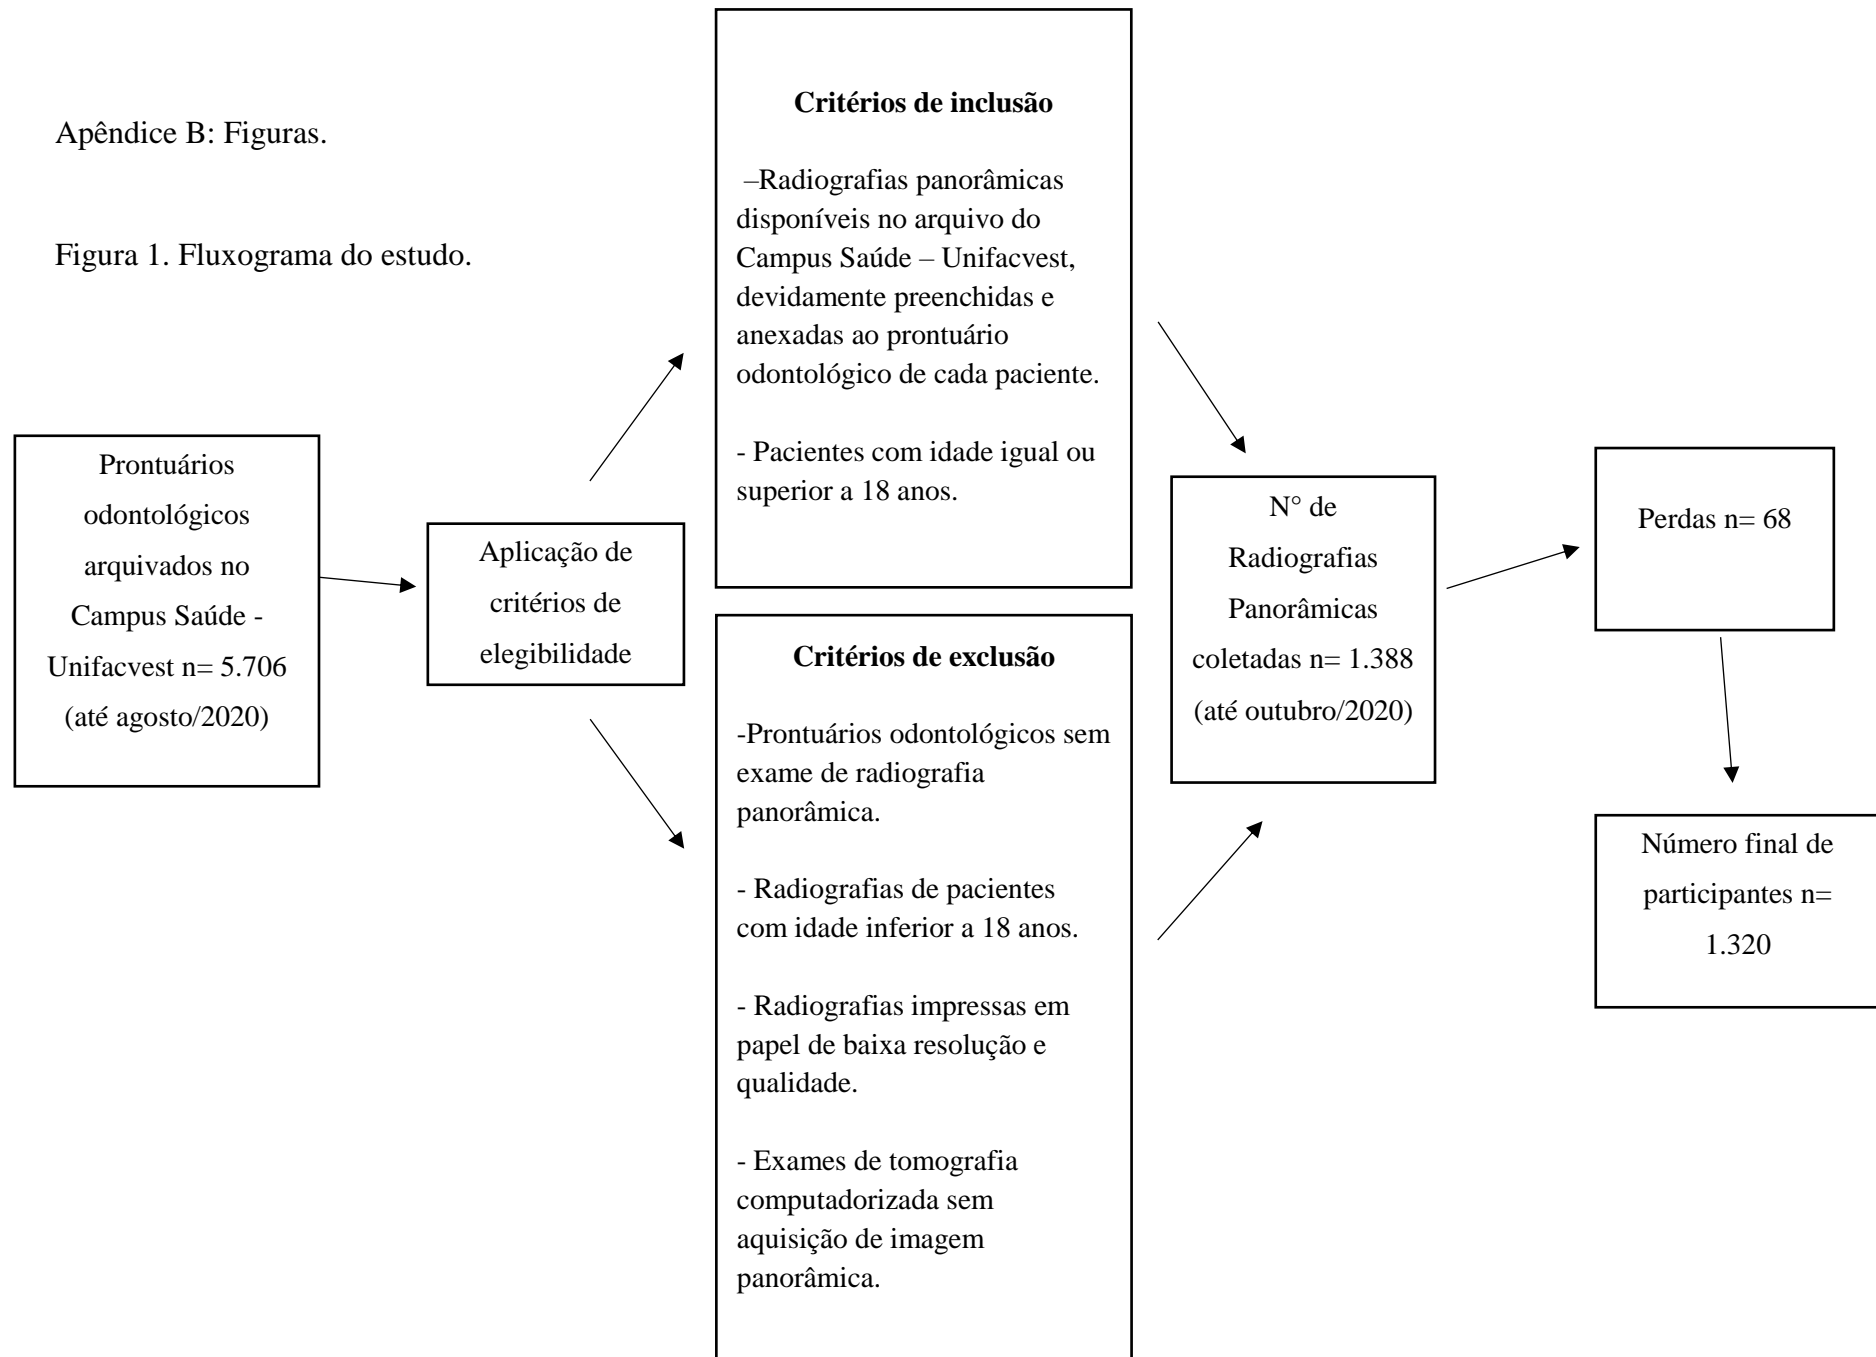 Apêndice B: Figuras.
Figura 1. Fluxograma do estudo.
Prontuários
odontológicos
arquivados no
Campus Saúde -
Unifacvest n= 5.706
(até agosto/2020)
Aplicação de
critérios de
elegibilidade
Critérios de inclusão
–Radiografias panorâmicas
disponíveis no arquivo do
Campus Saúde – Unifacvest,
devidamente preenchidas e
anexadas ao prontuário
odontológico de cada paciente.
- Pacientes com idade igual ou
superior a 18 anos.
Critérios de exclusão
-Prontuários odontológicos sem
exame de radiografia
panorâmica.
- Radiografias de pacientes
com idade inferior a 18 anos.
- Radiografias impressas em
papel de baixa resolução e
qualidade.
- Exames de tomografia
computadorizada sem
aquisição de imagem
panorâmica.
N° de
Radiografias
Panorâmicas
coletadas n= 1.388
(até outubro/2020)
Perdas n= 68
Número final de
participantes n=
1.320